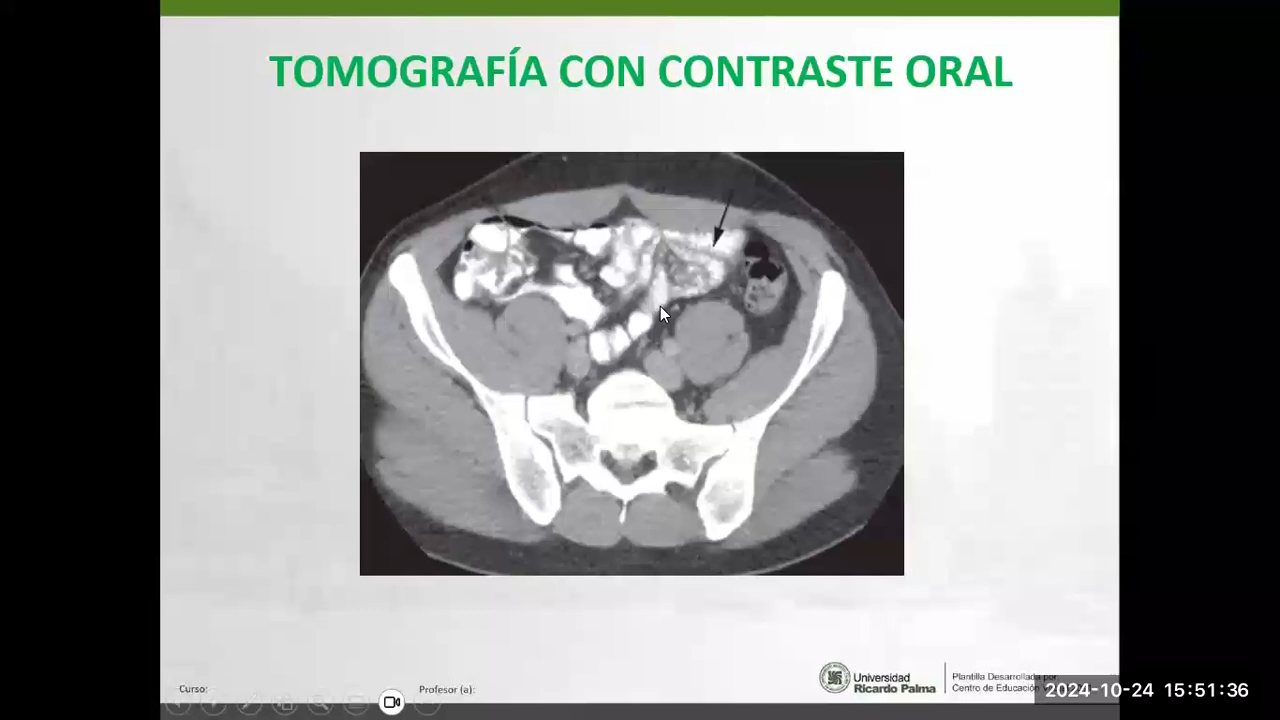 TOMOGRAFÍA CON CONTRASTE ORAL
Curso:
Profesor (a):
Universidad
Ricardo Palma
Plantilla Desarrollada por
Centro de Educación
2024-10-24 15:51:36